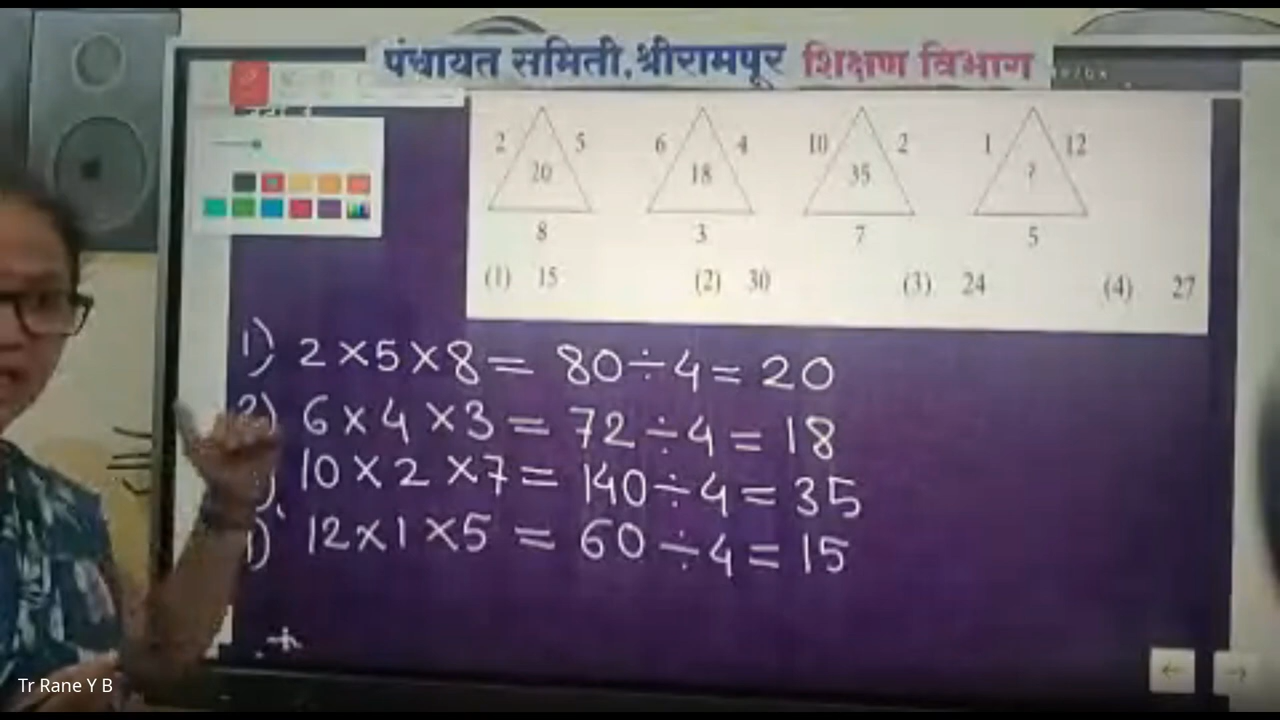 पंचायत समिती,श्रीरामपूर शिक्षण विभाग
2 5 6 4 10 2 1 12
20 18 35 ?
8 3 7 5
(1) 15 (2) 30 (3) 24 (4) 27
1) 2×5×8= 80÷4=20
2) 6×4×3=72÷4=18
) 10×2×7=140÷4=35
) 12×1×5=60÷4=15
Tr Rane Y B